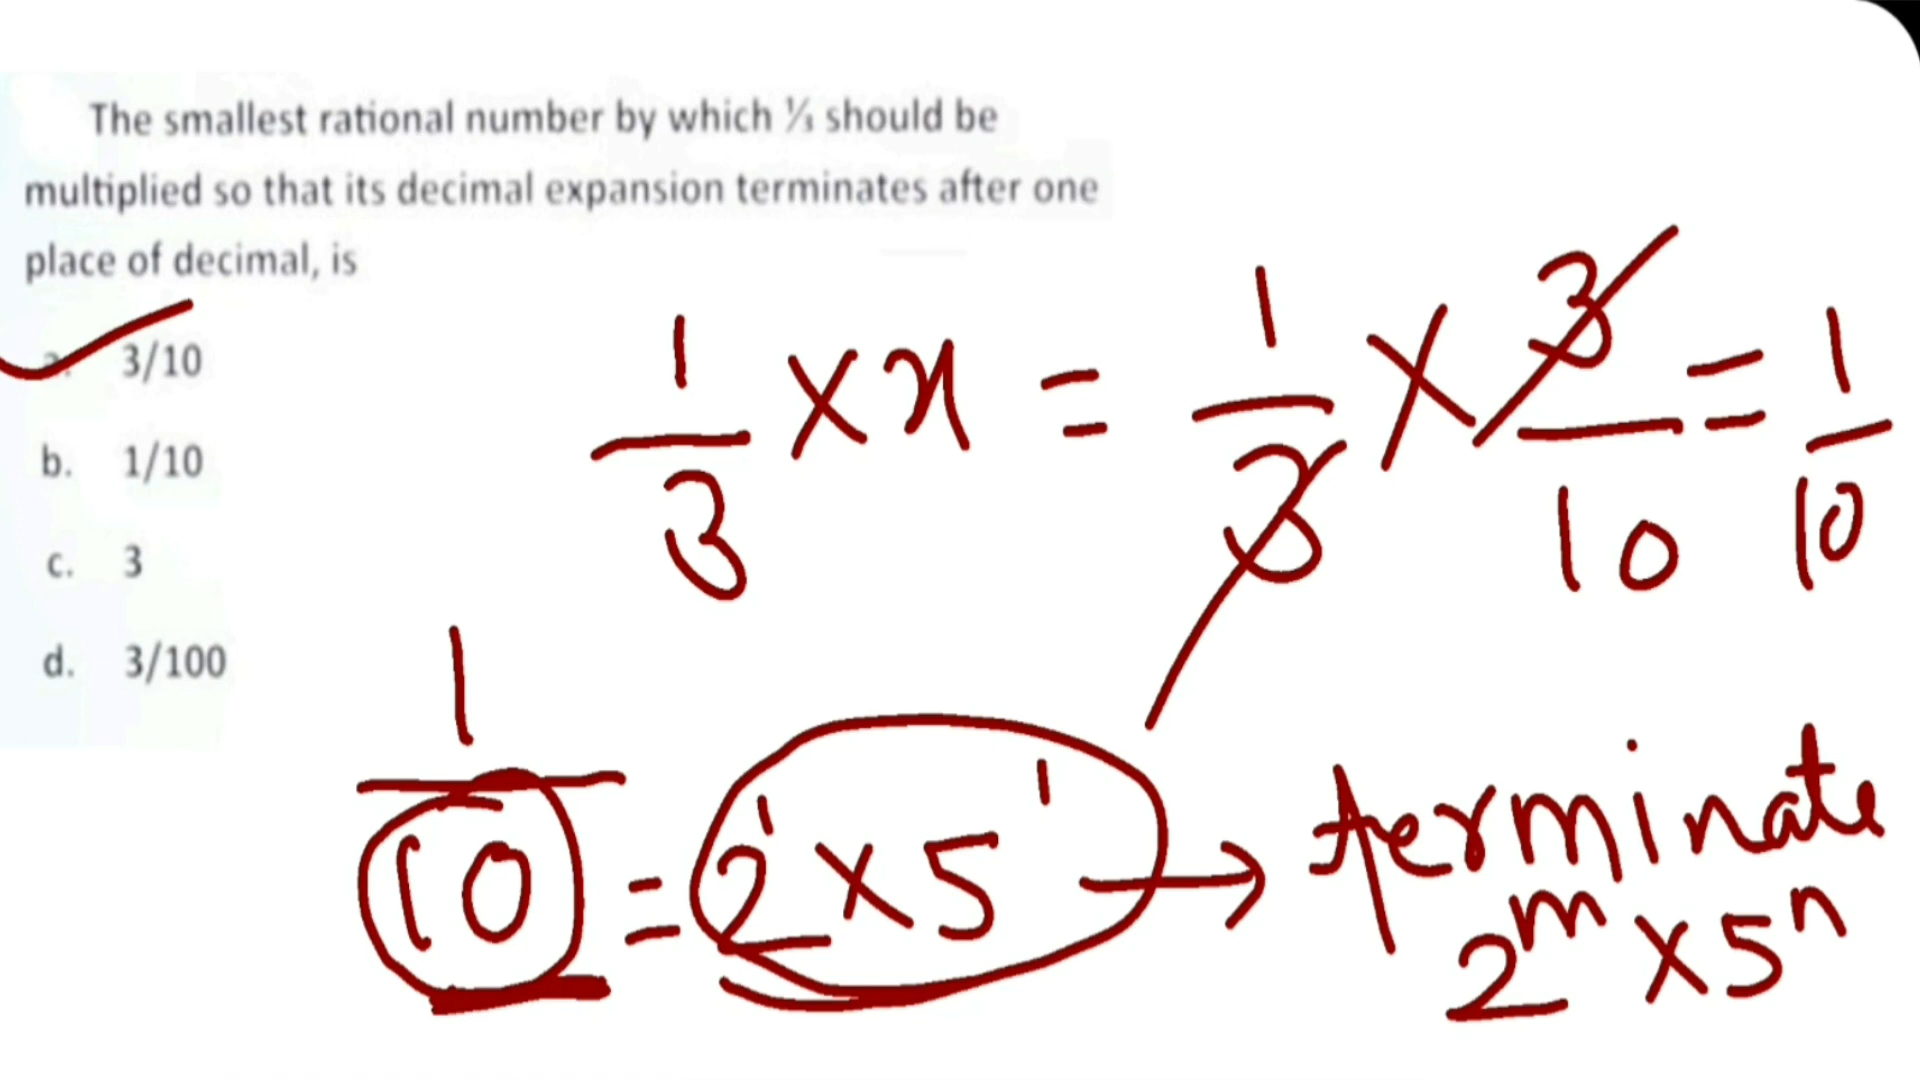 The smallest rational number by which ⅓ should be
multiplied so that its decimal expansion terminates after one
place of decimal, is
a. 3/10
b. 1/10
c. 3
d. 3/100
1/3 × x = 1/3 × 3/10 = 1/10
1/10 = 2¹ × 5¹ → terminate
2ᵐ × 5ⁿ